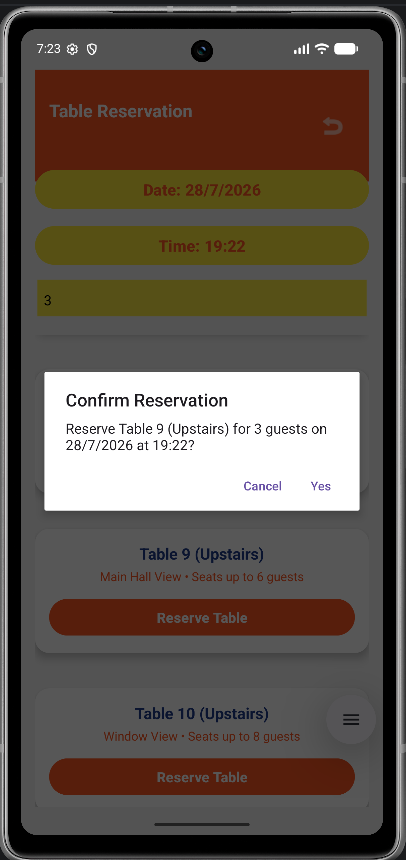 7:23
Table Reservation
Date: 28/7/2026
Time: 19:22
3
Confirm Reservation
Reserve Table 9 (Upstairs) for 3 guests on
28/7/2026 at 19:22?
Cancel Yes
Table 9 (Upstairs)
Main Hall View • Seats up to 6 guests
Reserve Table
Table 10 (Upstairs)
Window View • Seats up to 8 guests
Reserve Table